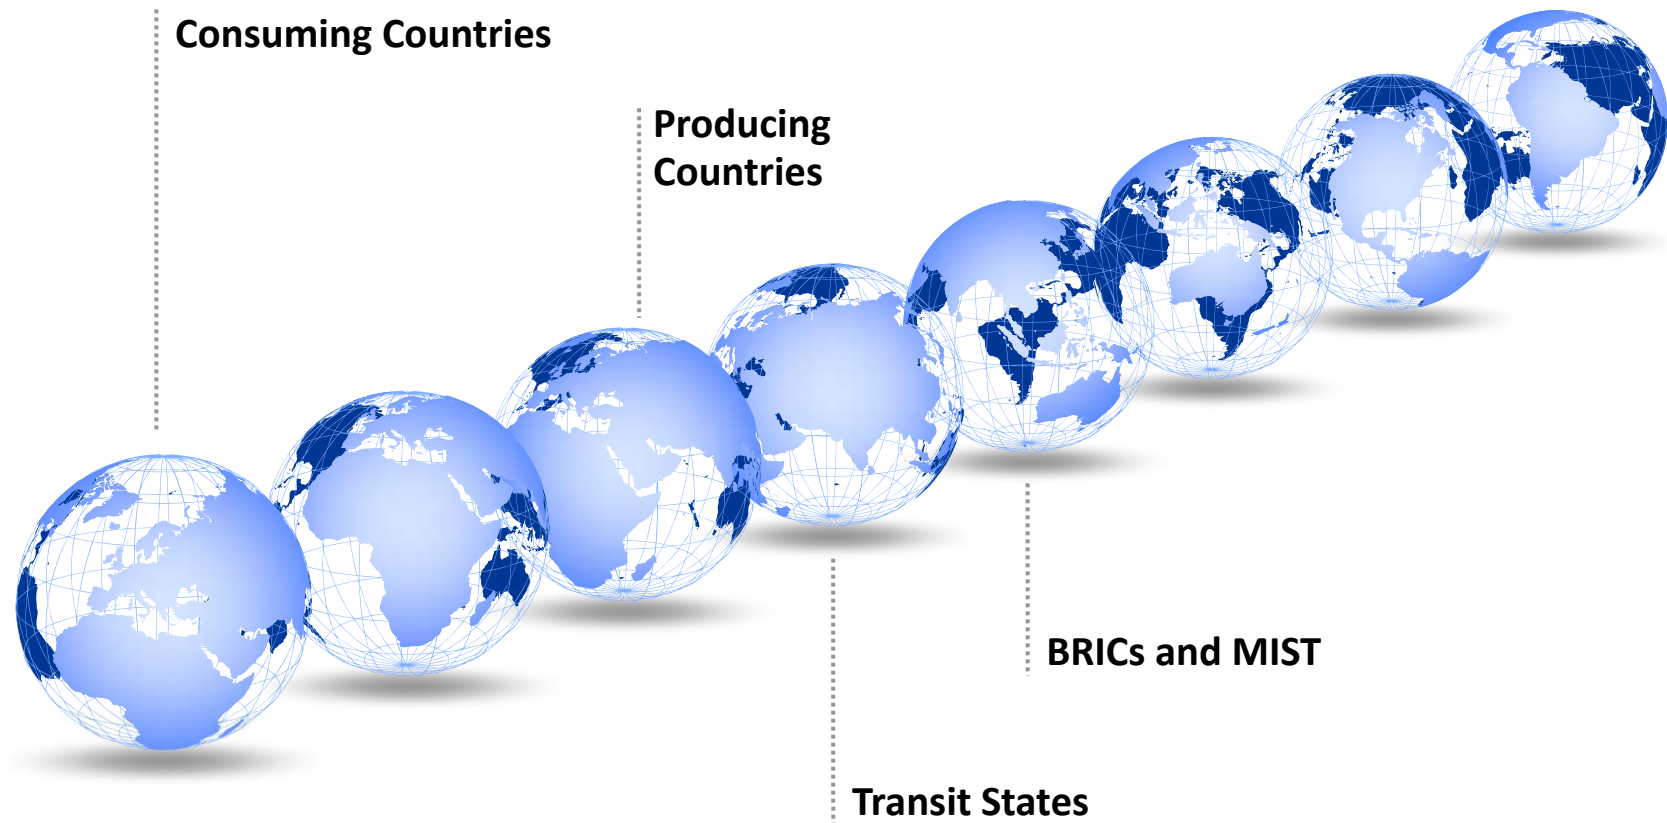 Consuming Countries
Producing
Countries
BRICs and MIST
Transit States